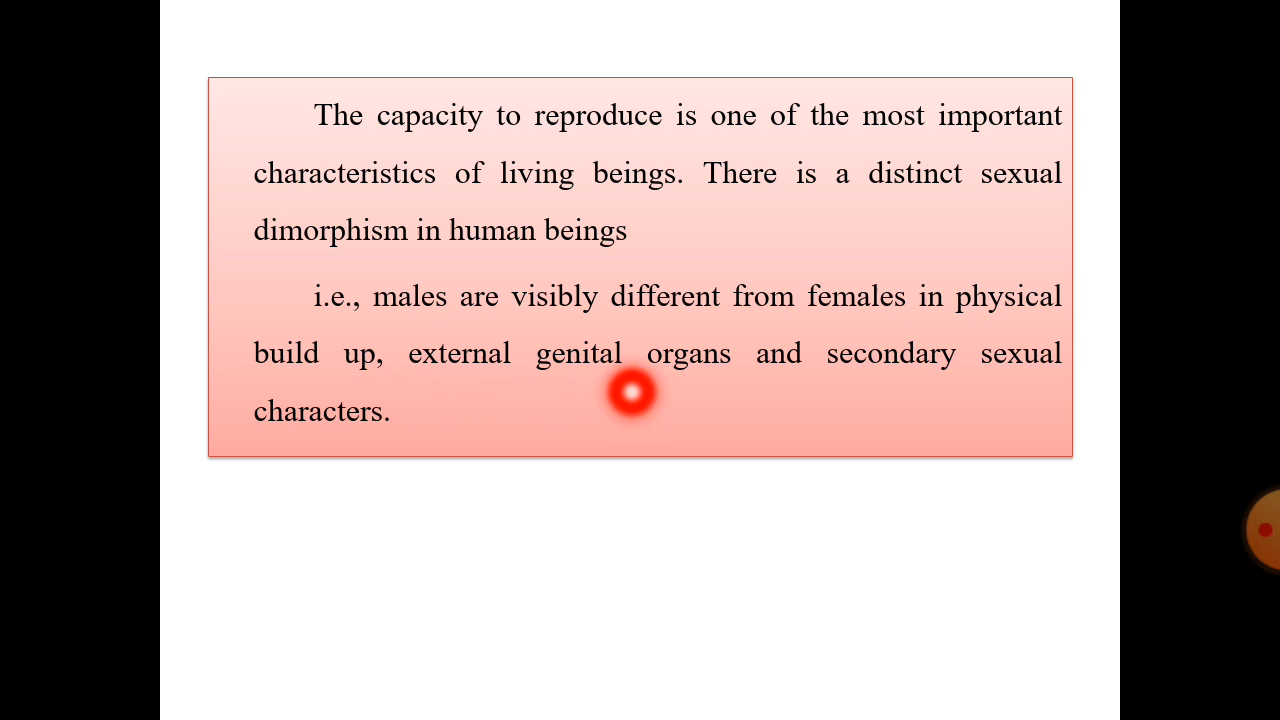 The capacity to reproduce is one of the most important
characteristics of living beings. There is a distinct sexual
dimorphism in human beings
i.e., males are visibly different from females in physical
build up, external genital organs and secondary sexual
characters.